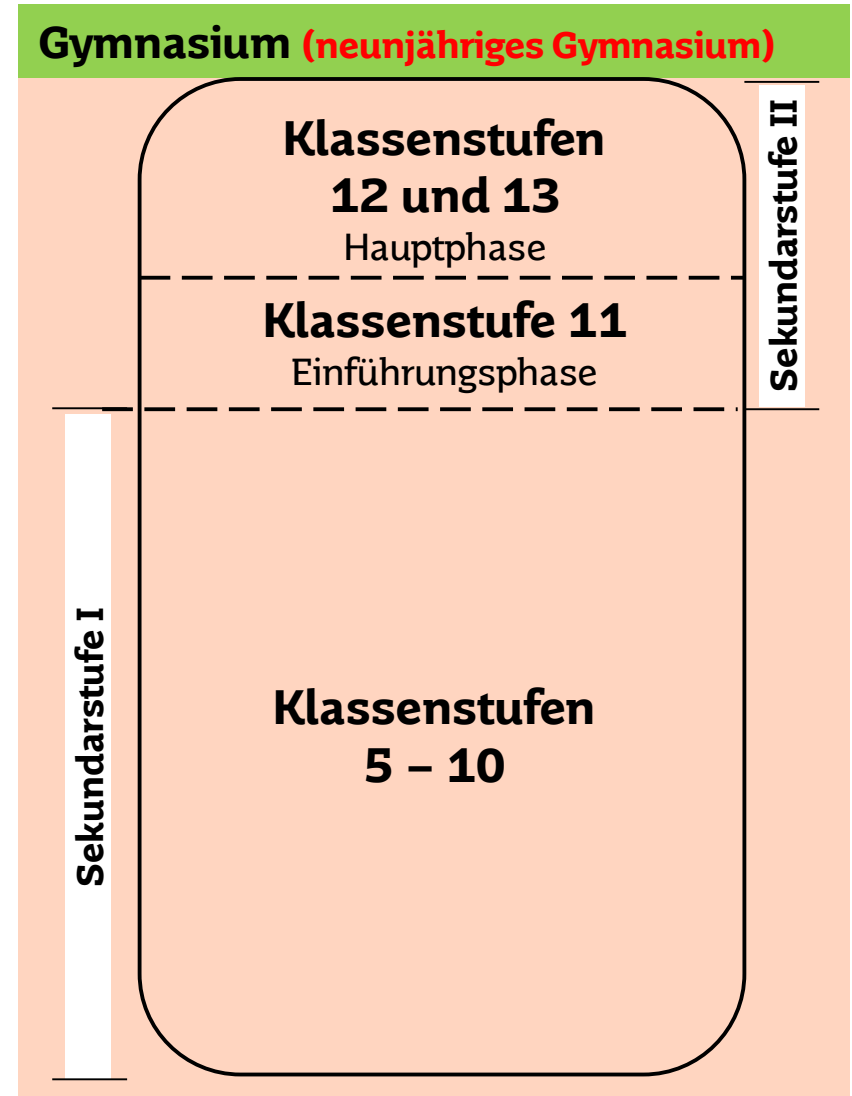 Gymnasium (neunjähriges Gymnasium)
Klassenstufen
12 und 13
Hauptphase
Klassenstufe 11
Einführungsphase
Sekundarstufe II
Sekundarstufe I
Klassenstufen
5 – 10